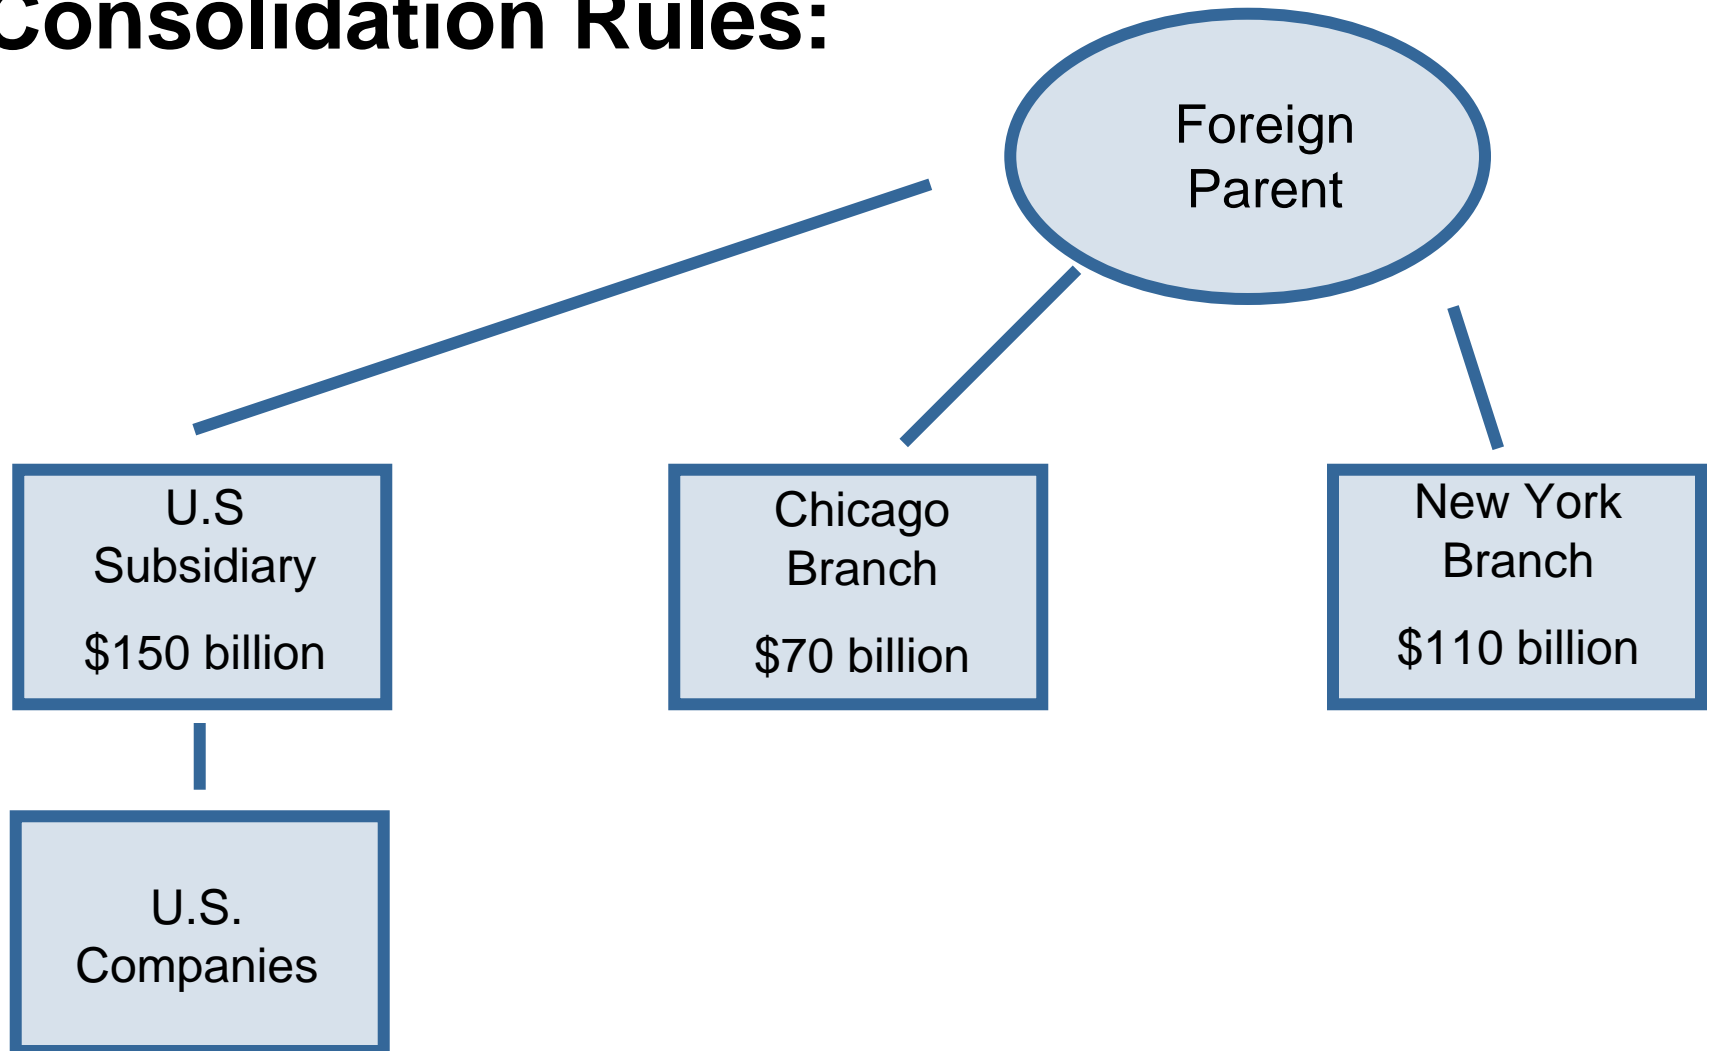 Consolidation Rules:
Foreign
Parent
U.S
Subsidiary
$150 billion
Chicago
Branch
$70 billion
New York
Branch
$110 billion
U.S.
Companies